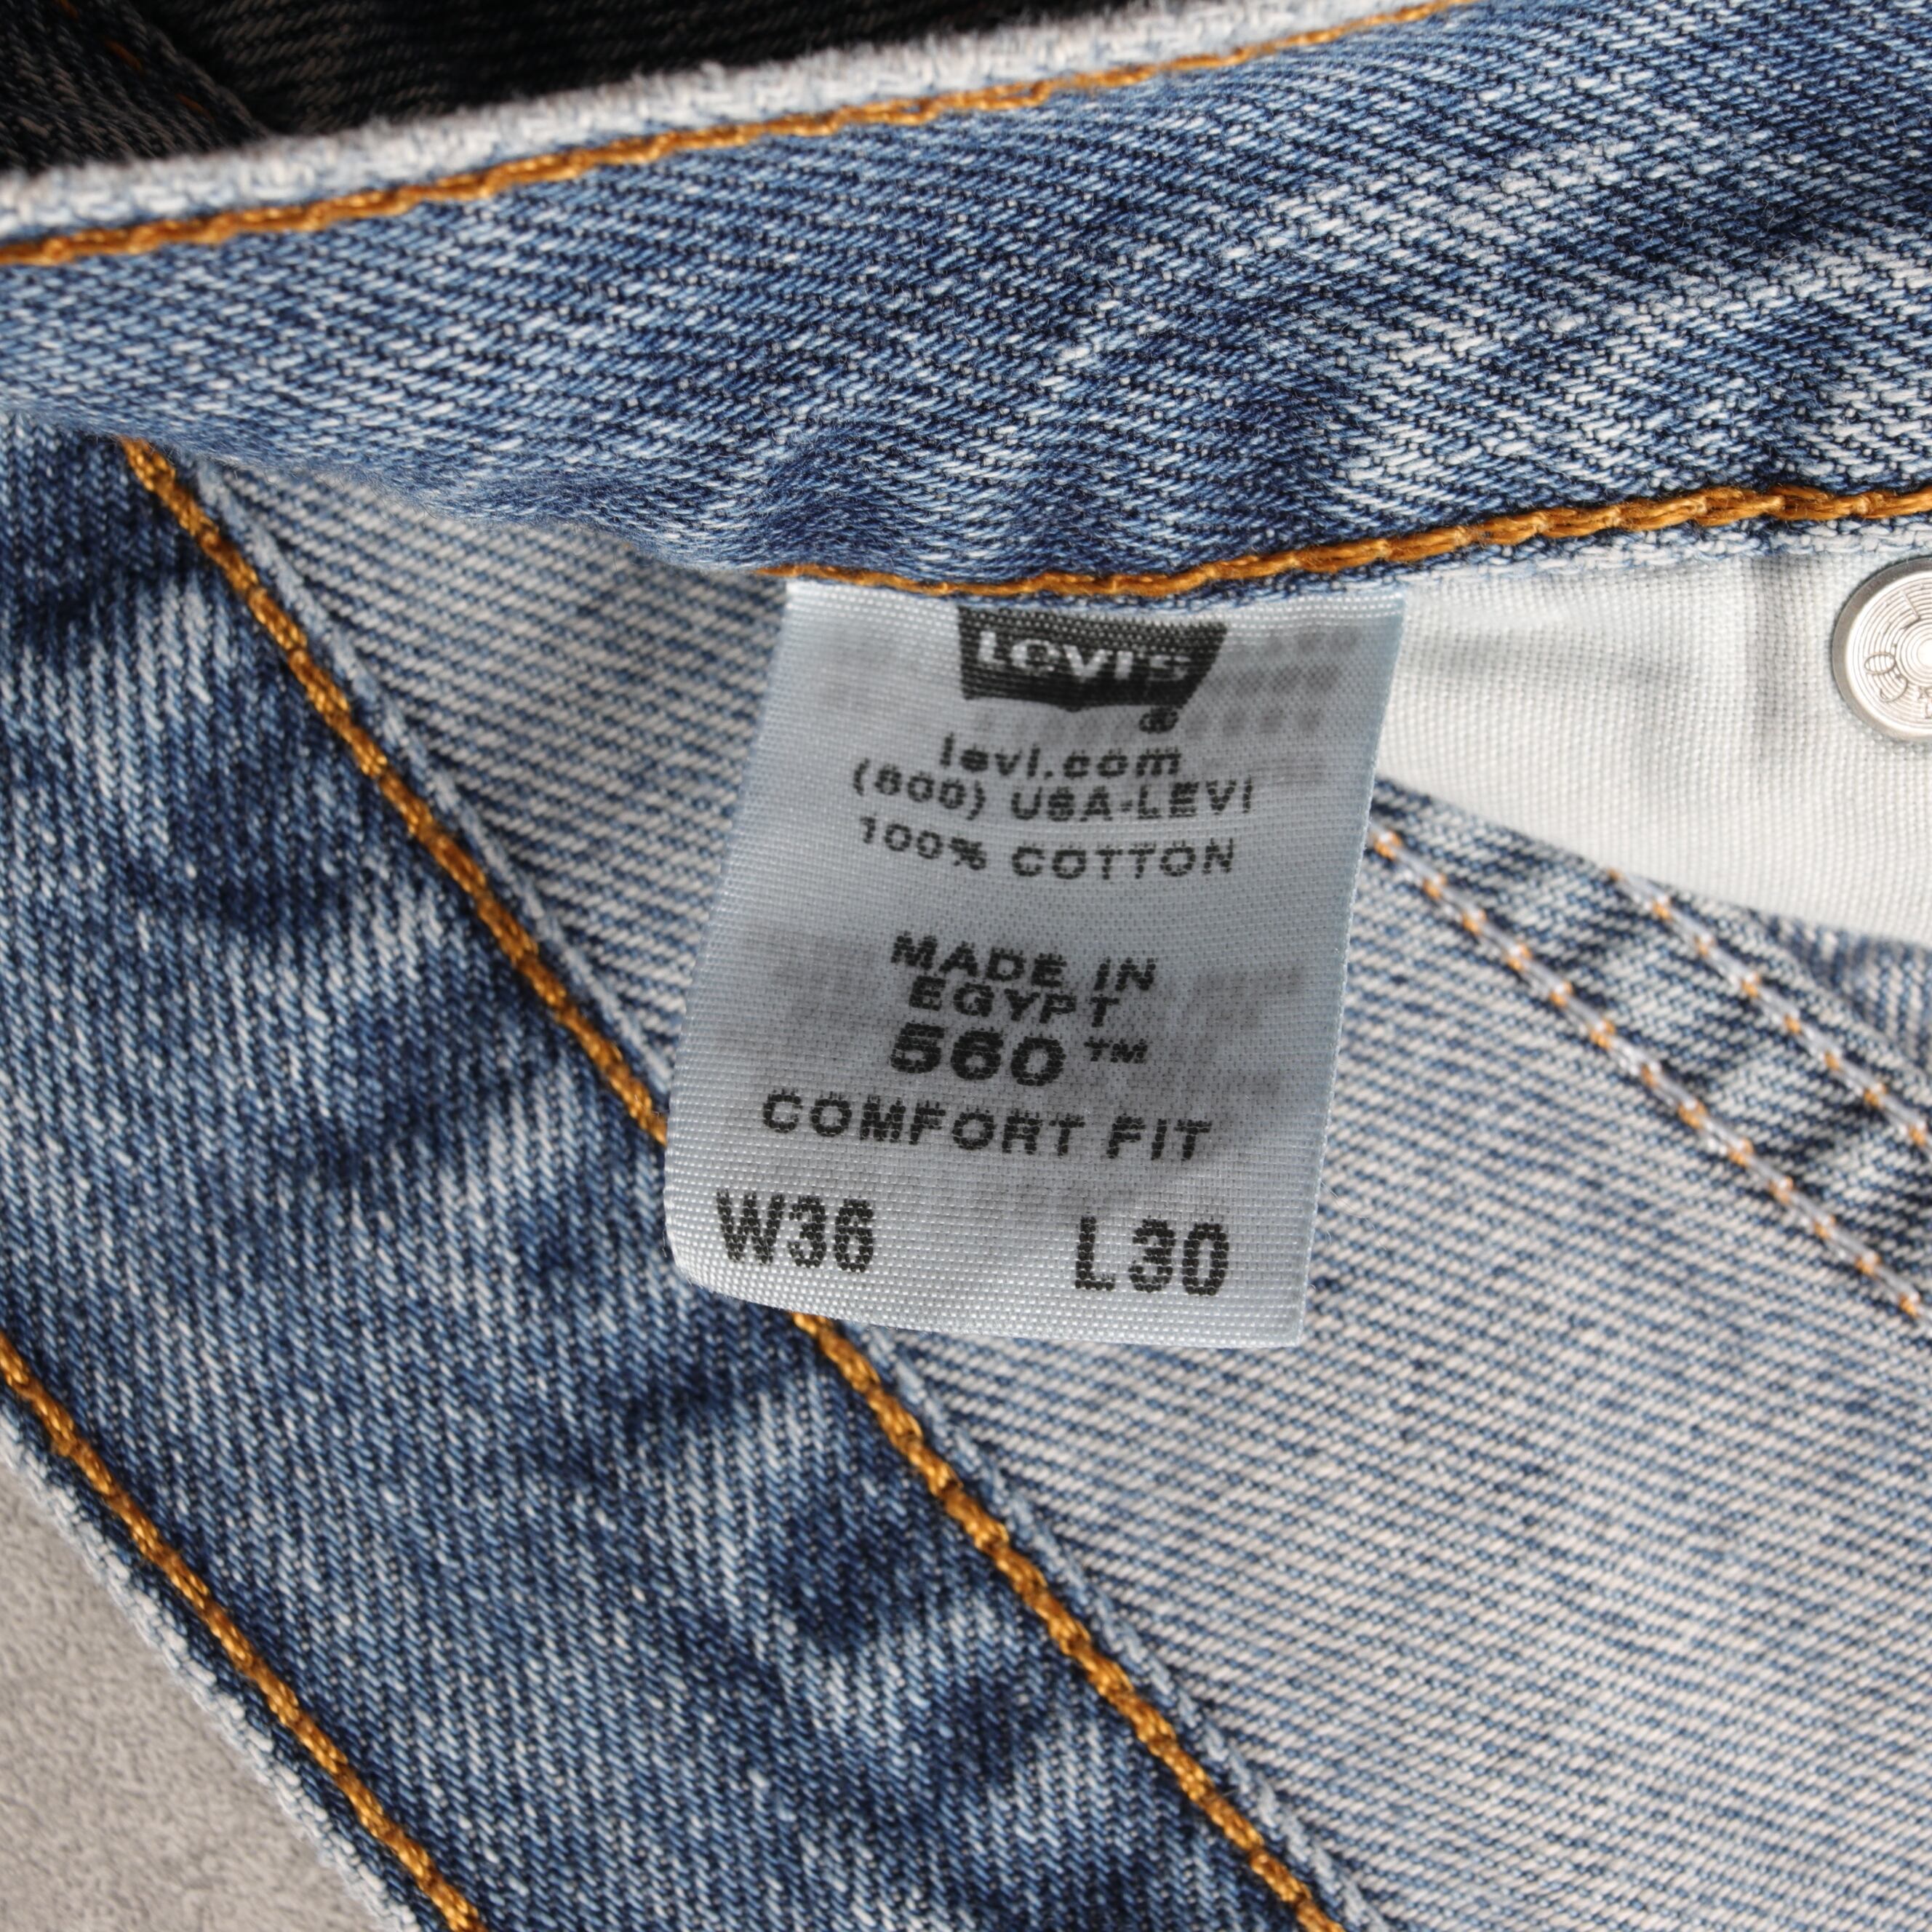 Levi's
®
levi.com
(800) USA-LEVI
100% COTTON
MADE IN
EGYPT
560™
COMFORT FIT
W36 L30